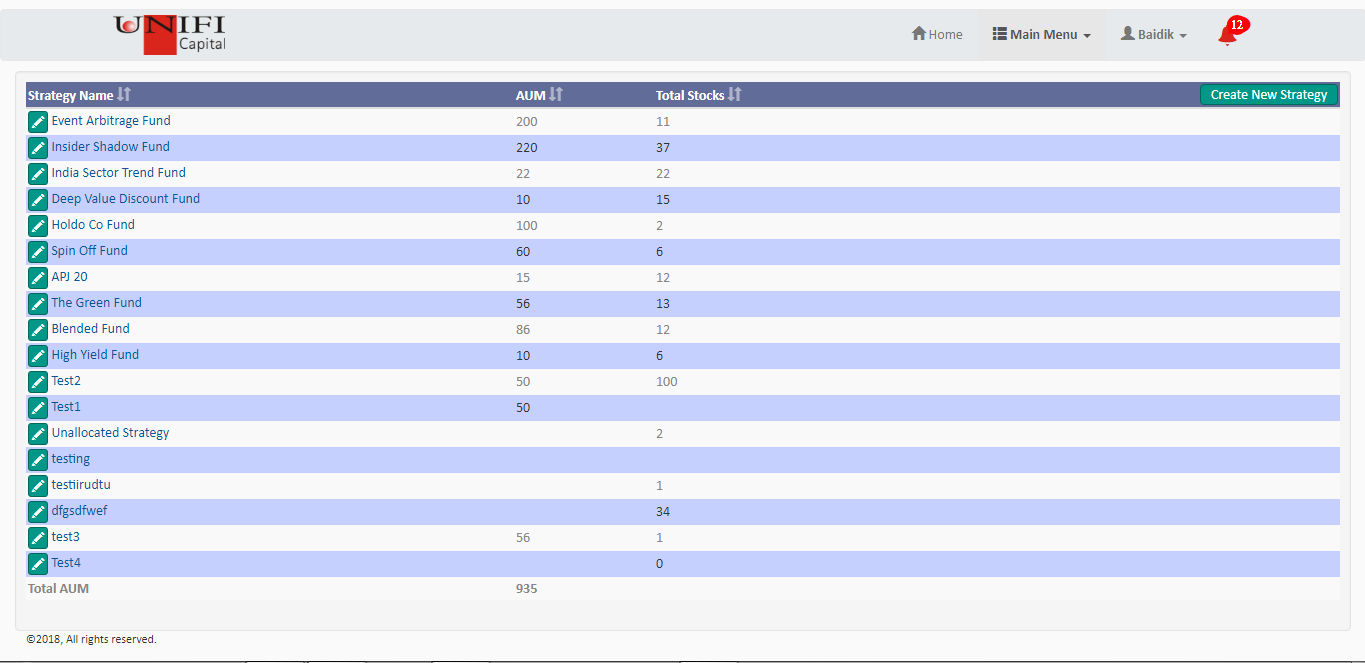 UNIFI
Capital
Home Main Menu Baidik 12
Strategy Name AUM Total Stocks Create New Strategy
Event Arbitrage Fund 200 11
Insider Shadow Fund 220 37
India Sector Trend Fund 22 22
Deep Value Discount Fund 10 15
Holdo Co Fund 100 2
Spin Off Fund 60 6
APJ 20 15 12
The Green Fund 56 13
Blended Fund 86 12
High Yield Fund 10 6
Test2 50 100
Test1 50
Unallocated Strategy 2
testing
testiirudtu 1
dfgsdfwef 34
test3 56 1
Test4 0
Total AUM 935
©2018, All rights reserved.